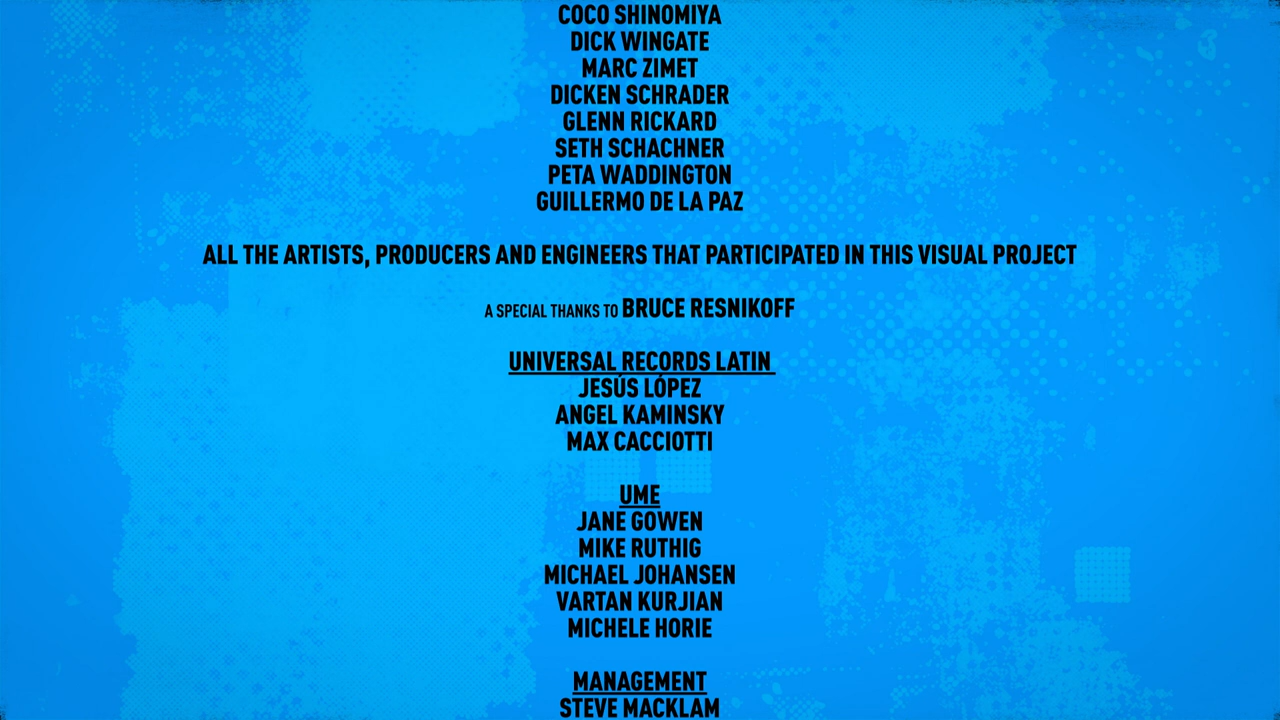 COCO SHINOMIYA
DICK WINGATE
MARC ZIMET
DICKEN SCHRADER
GLENN RICKARD
SETH SCHACHNER
PETA WADDINGTON
GUILLERMO DE LA PAZ
ALL THE ARTISTS, PRODUCERS AND ENGINEERS THAT PARTICIPATED IN THIS VISUAL PROJECT
A SPECIAL THANKS TO BRUCE RESNIKOFF
UNIVERSAL RECORDS LATIN
JESÚS LÓPEZ
ANGEL KAMINSKY
MAX CACCIOTTI
UME
JANE GOWEN
MIKE RUTHIG
MICHAEL JOHANSEN
VARTAN KURJIAN
MICHELE HORIE
MANAGEMENT
STEVE MACKLAM